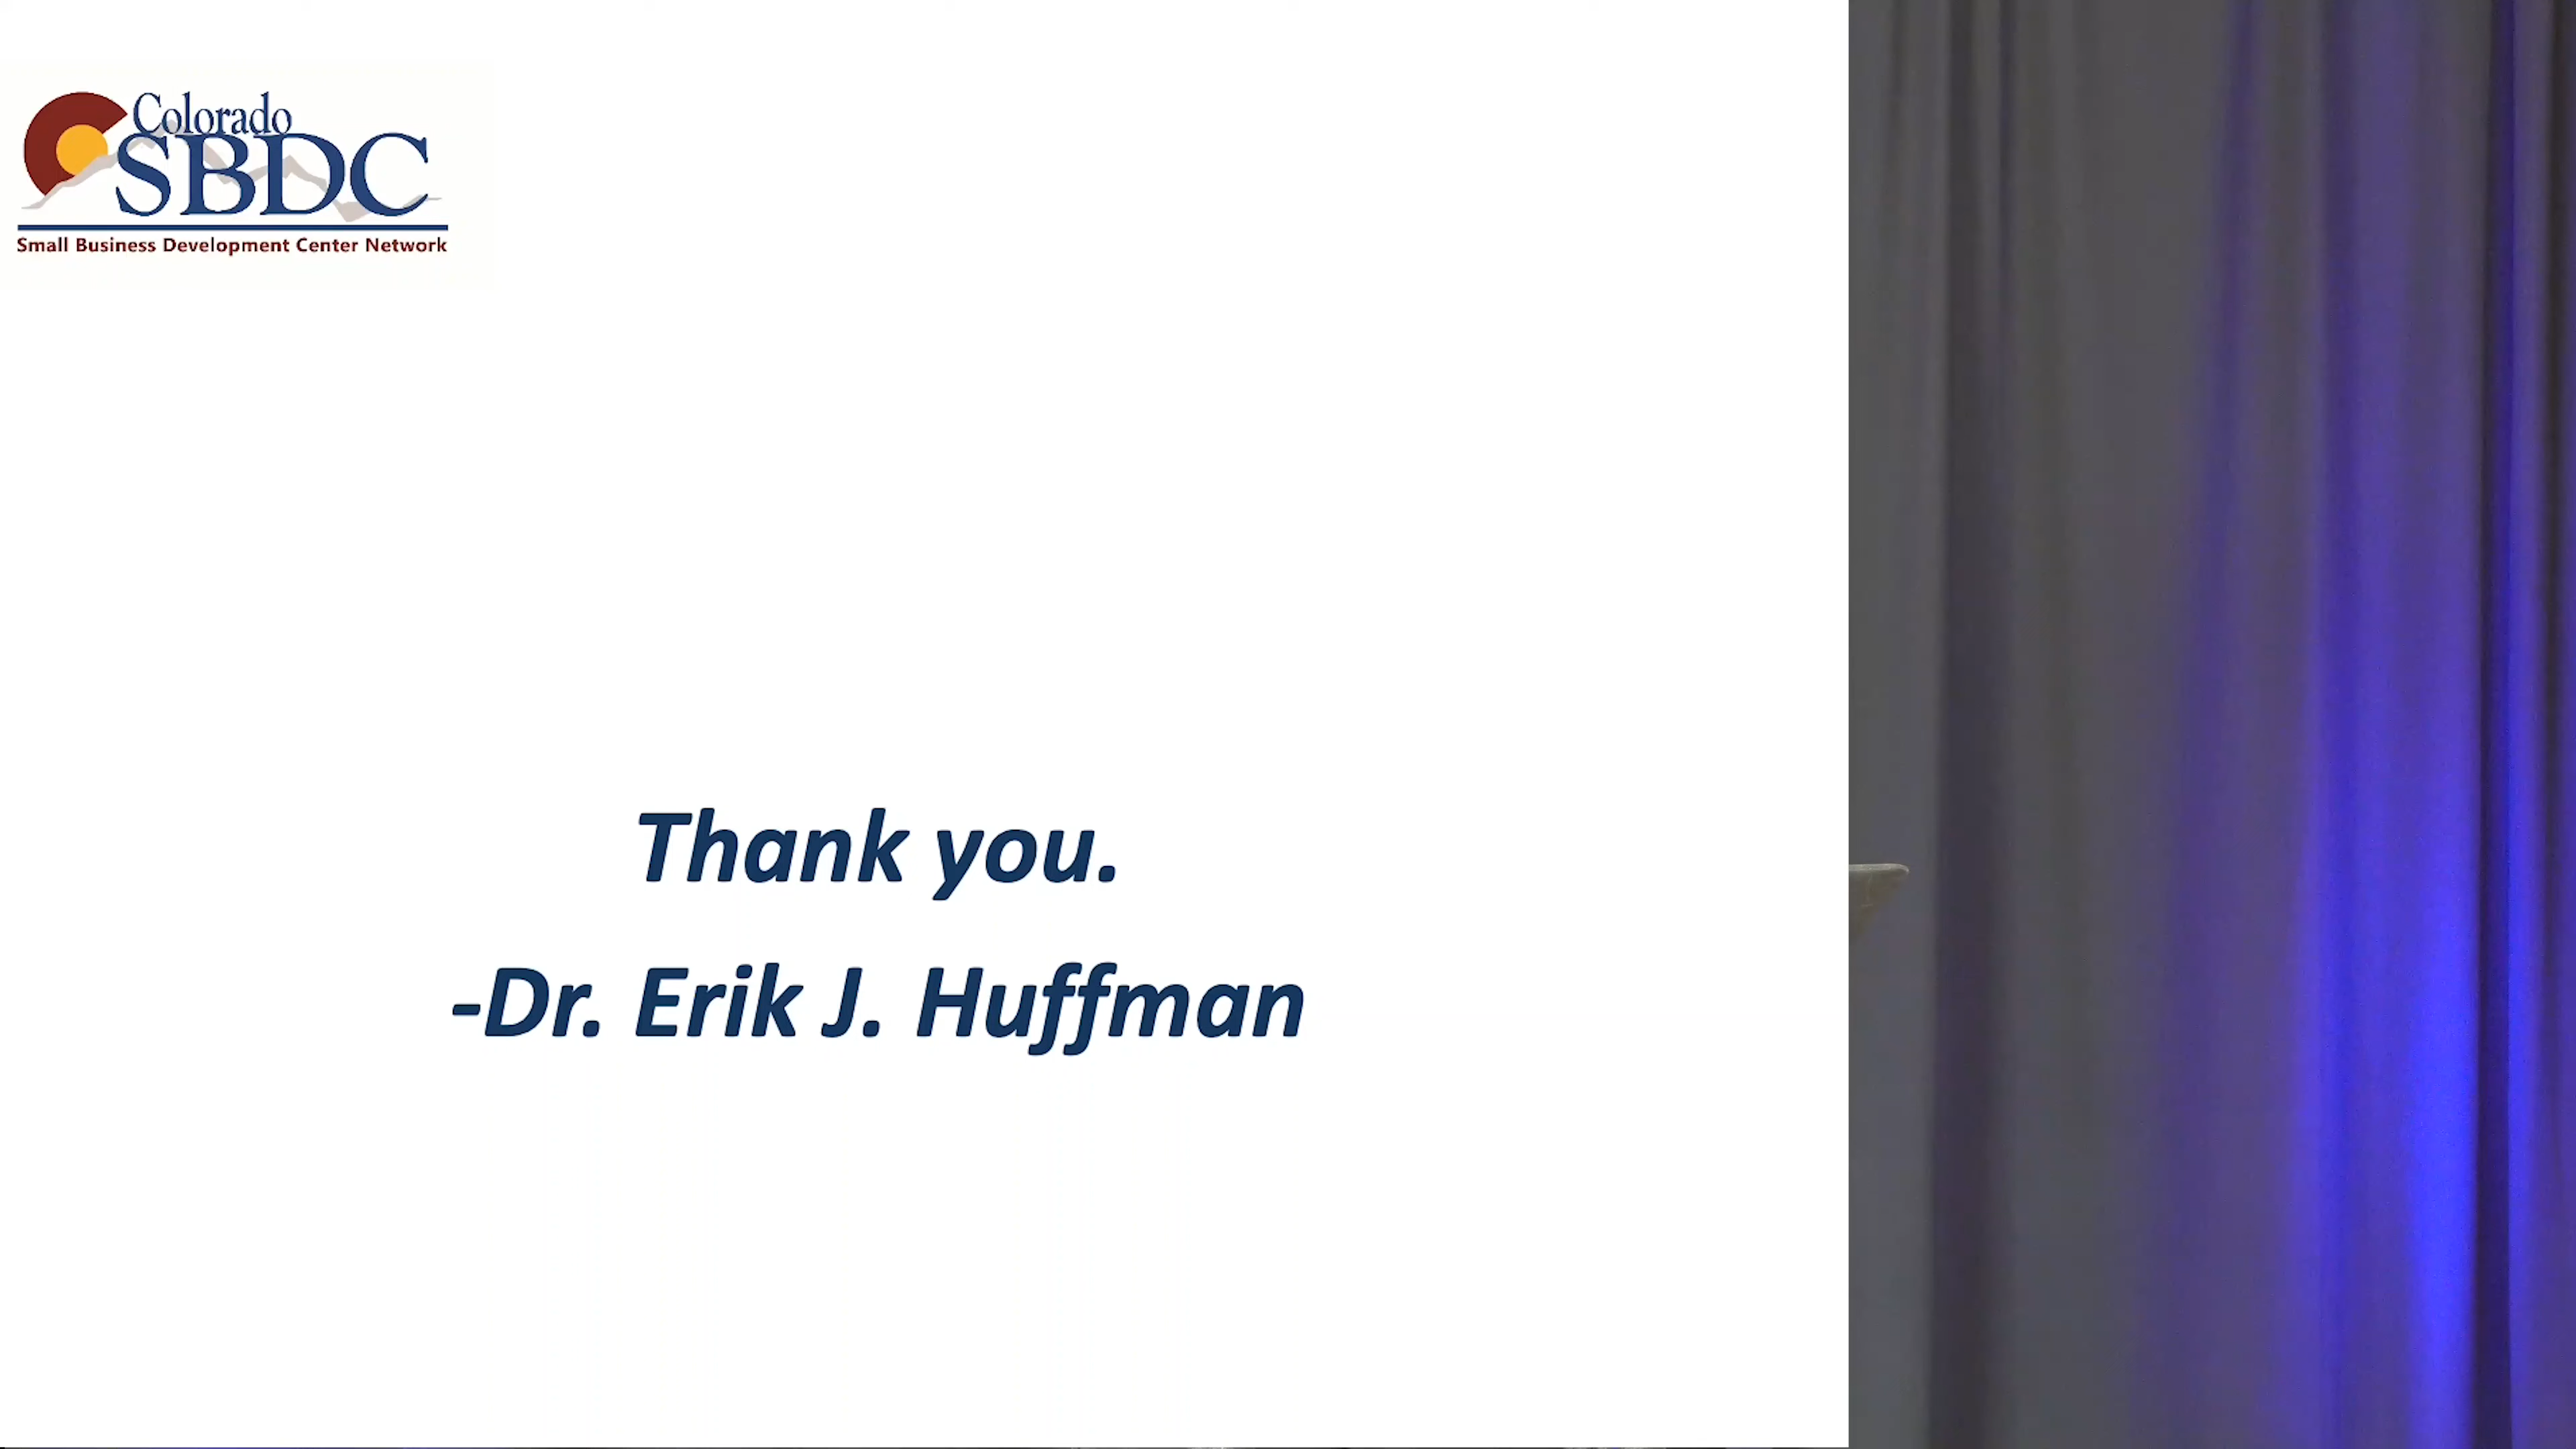 Colorado
SBDC
Small Business Development Center Network
Thank you.
-Dr. Erik J. Huffman